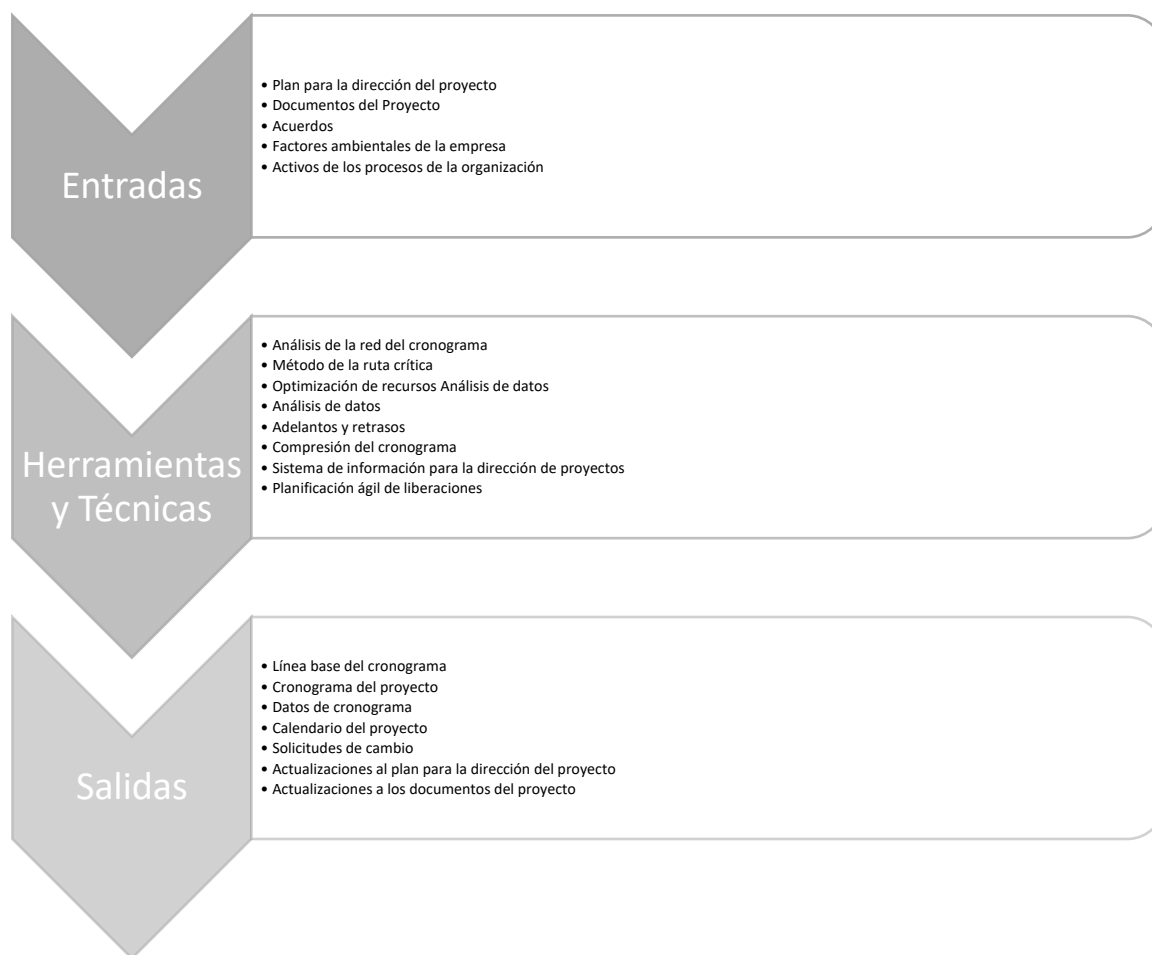 Entradas
• Plan para la dirección del proyecto
• Documentos del Proyecto
• Acuerdos
• Factores ambientales de la empresa
• Activos de los procesos de la organización
Herramientas
y Técnicas
• Análisis de la red del cronograma
• Método de la ruta crítica
• Optimización de recursos Análisis de datos
• Análisis de datos
• Adelantos y retrasos
• Compresión del cronograma
• Sistema de información para la dirección de proyectos
• Planificación ágil de liberaciones
Salidas
• Línea base del cronograma
• Cronograma del proyecto
• Datos de cronograma
• Calendario del proyecto
• Solicitudes de cambio
• Actualizaciones al plan para la dirección del proyecto
• Actualizaciones a los documentos del proyecto